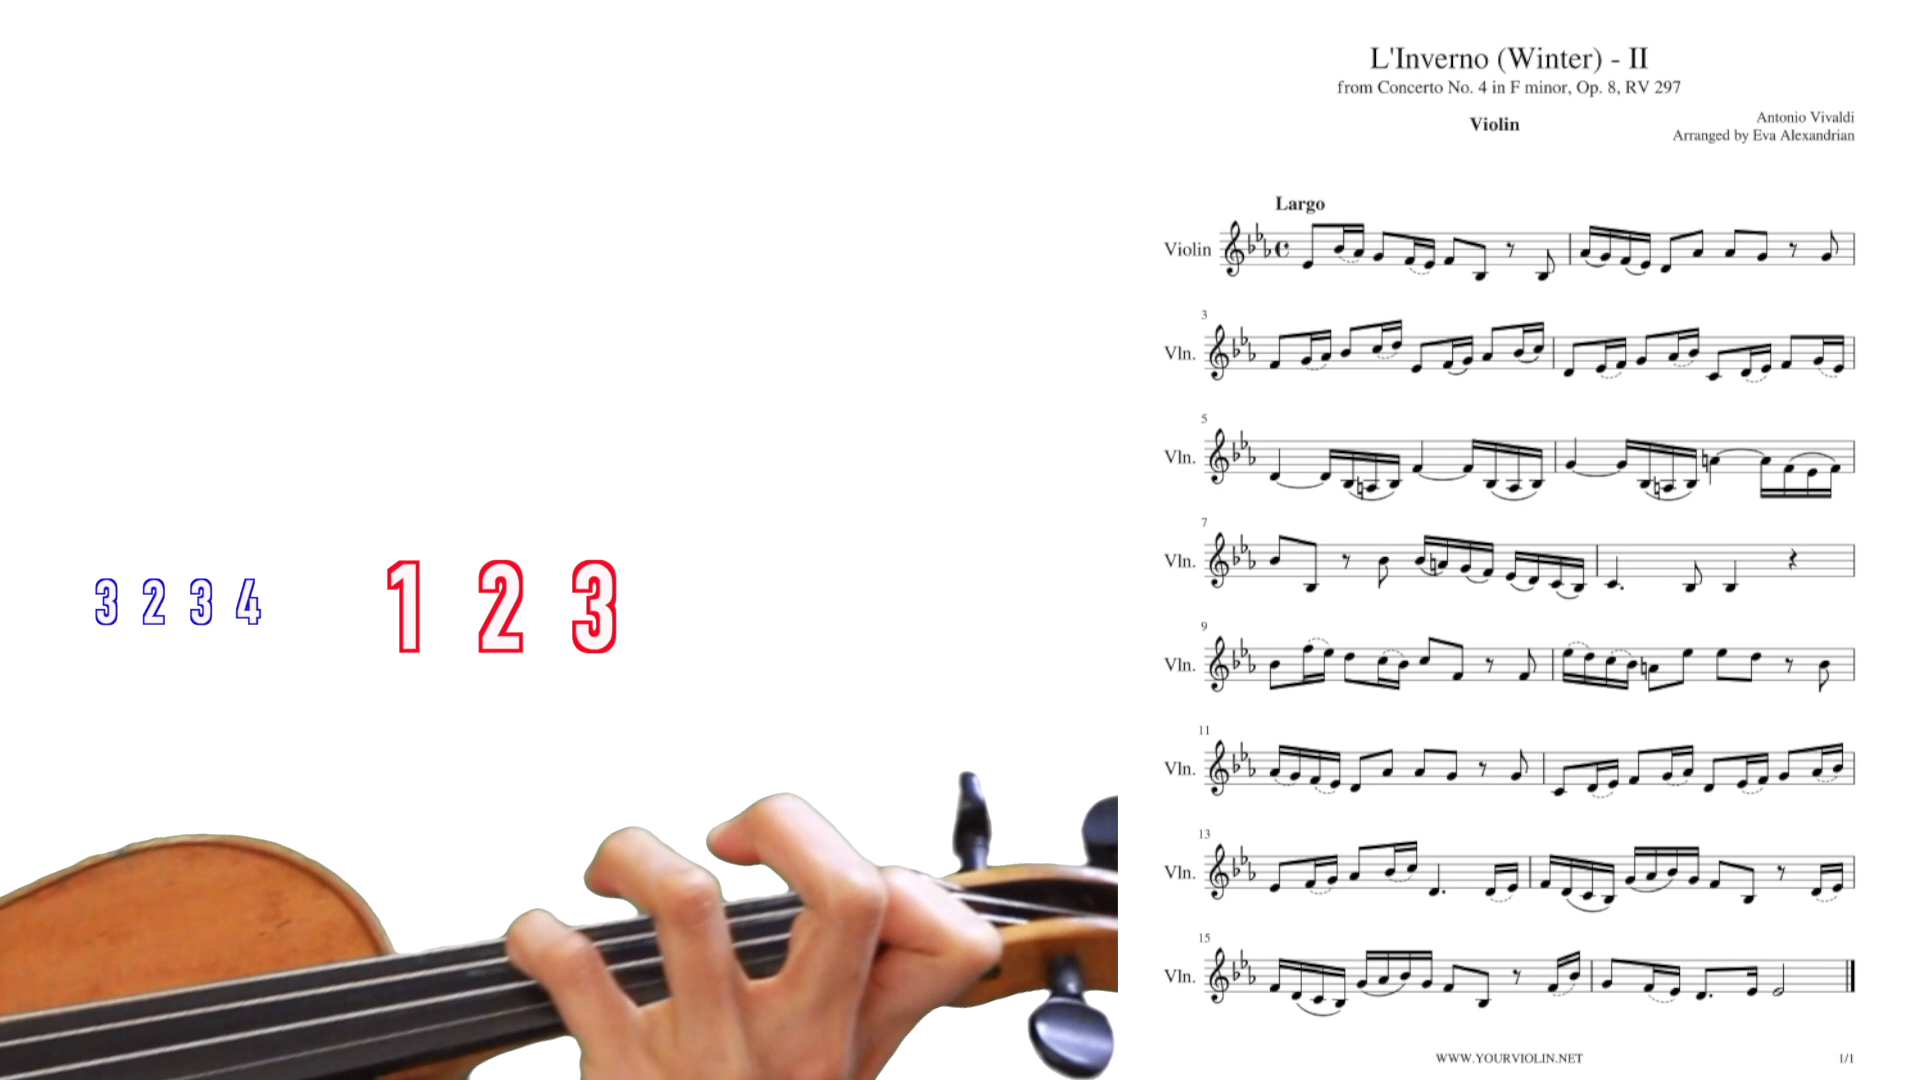 3 2 3 4 1 2 3
L'Inverno (Winter) - II
from Concerto No. 4 in F minor, Op. 8, RV 297
Violin
Antonio Vivaldi
Arranged by Eva Alexandrian
Largo
Violin
3
Vln.
5
Vln.
7
Vln.
9
Vln.
11
Vln.
13
Vln.
15
Vln.
WWW.YOURVIOLIN.NET 1/1